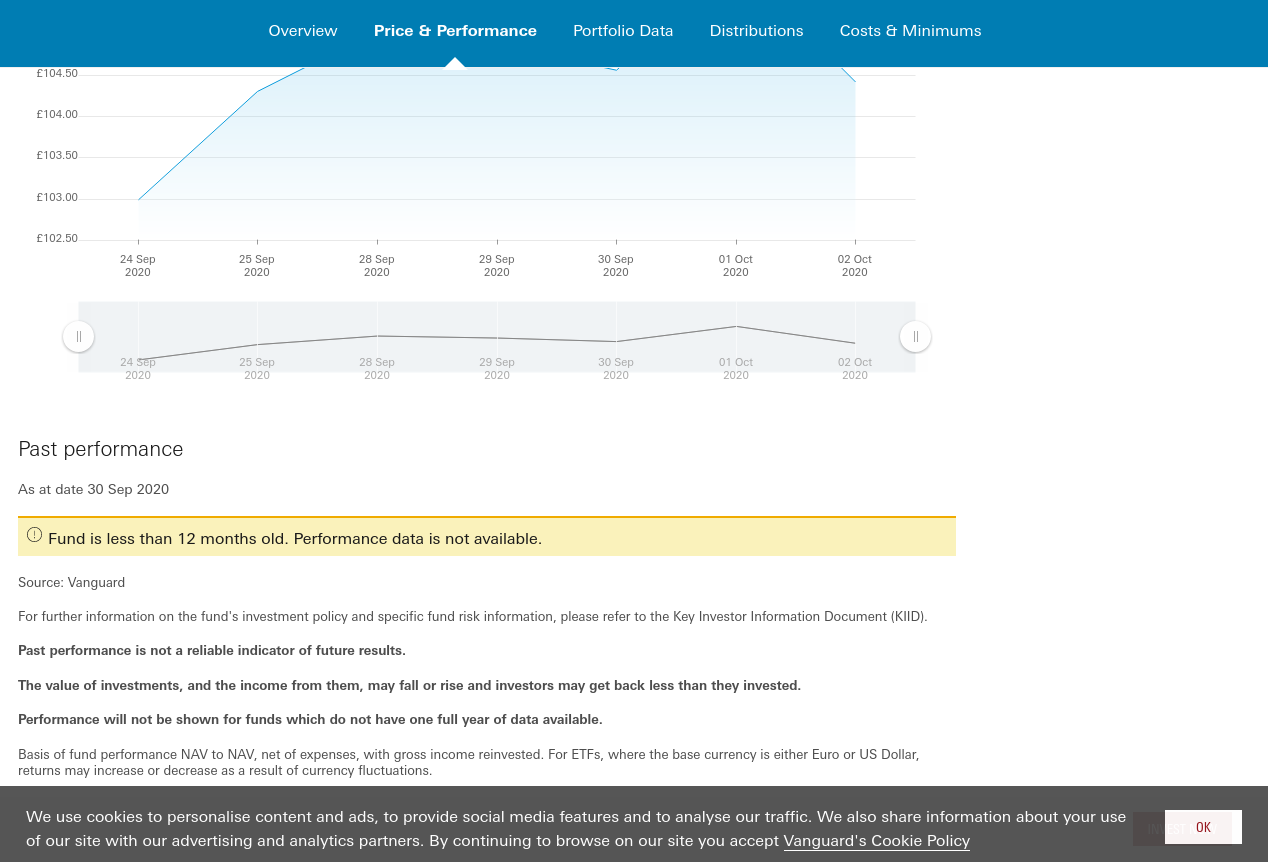 Overview Price & Performance Portfolio Data Distributions Costs & Minimums
£104.50
£104.00
£103.50
£103.00
£102.50
24 Sep 25 Sep 28 Sep 29 Sep 30 Sep 01 Oct 02 Oct
2020 2020 2020 2020 2020 2020 2020
24 Sep 25 Sep 28 Sep 29 Sep 30 Sep 01 Oct 02 Oct
2020 2020 2020 2020 2020 2020 2020
Past performance
As at date 30 Sep 2020
Fund is less than 12 months old. Performance data is not available.
Source: Vanguard
For further information on the fund's investment policy and specific fund risk information, please refer to the Key Investor Information Document (KIID).
Past performance is not a reliable indicator of future results.
The value of investments, and the income from them, may fall or rise and investors may get back less than they invested.
Performance will not be shown for funds which do not have one full year of data available.
Basis of fund performance NAV to NAV, net of expenses, with gross income reinvested. For ETFs, where the base currency is either Euro or US Dollar,
returns may increase or decrease as a result of currency fluctuations.
We use cookies to personalise content and ads, to provide social media features and to analyse our traffic. We also share information about your use
of our site with our advertising and analytics partners. By continuing to browse on our site you accept Vanguard's Cookie Policy
OK